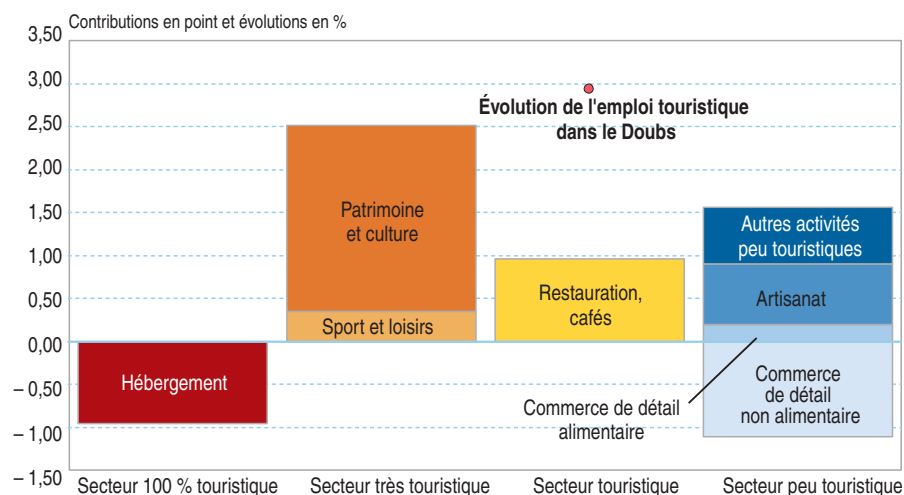 Contributions en point et évolutions en %
3,50
3,00
2,50
2,00
1,50
1,00
0,50
0,00
– 0,50
– 1,00
– 1,50
Évolution de l'emploi touristique
dans le Doubs
Patrimoine
et culture
Sport et loisirs
Hébergement
Restauration,
cafés
Autres activités
peu touristiques
Artisanat
Commerce de détail
alimentaire
Commerce
de détail
non alimentaire
Secteur 100 % touristique
Secteur très touristique
Secteur touristique
Secteur peu touristique